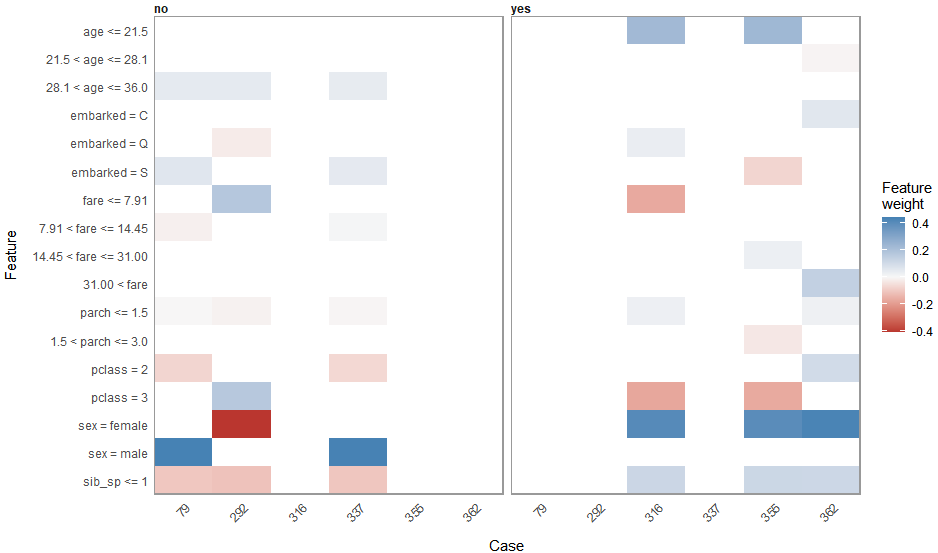 no
yes
age <= 21.5
21.5 < age <= 28.1
28.1 < age <= 36.0
embarked = C
embarked = Q
embarked = S
fare <= 7.91
7.91 < fare <= 14.45
14.45 < fare <= 31.00
31.00 < fare
parch <= 1.5
1.5 < parch <= 3.0
pclass = 2
pclass = 3
sex = female
sex = male
sib_sp <= 1
Feature
79
292
316
337
355
362
79
292
316
337
355
362
Case
Feature
weight
0.4
0.2
0.0
-0.2
-0.4